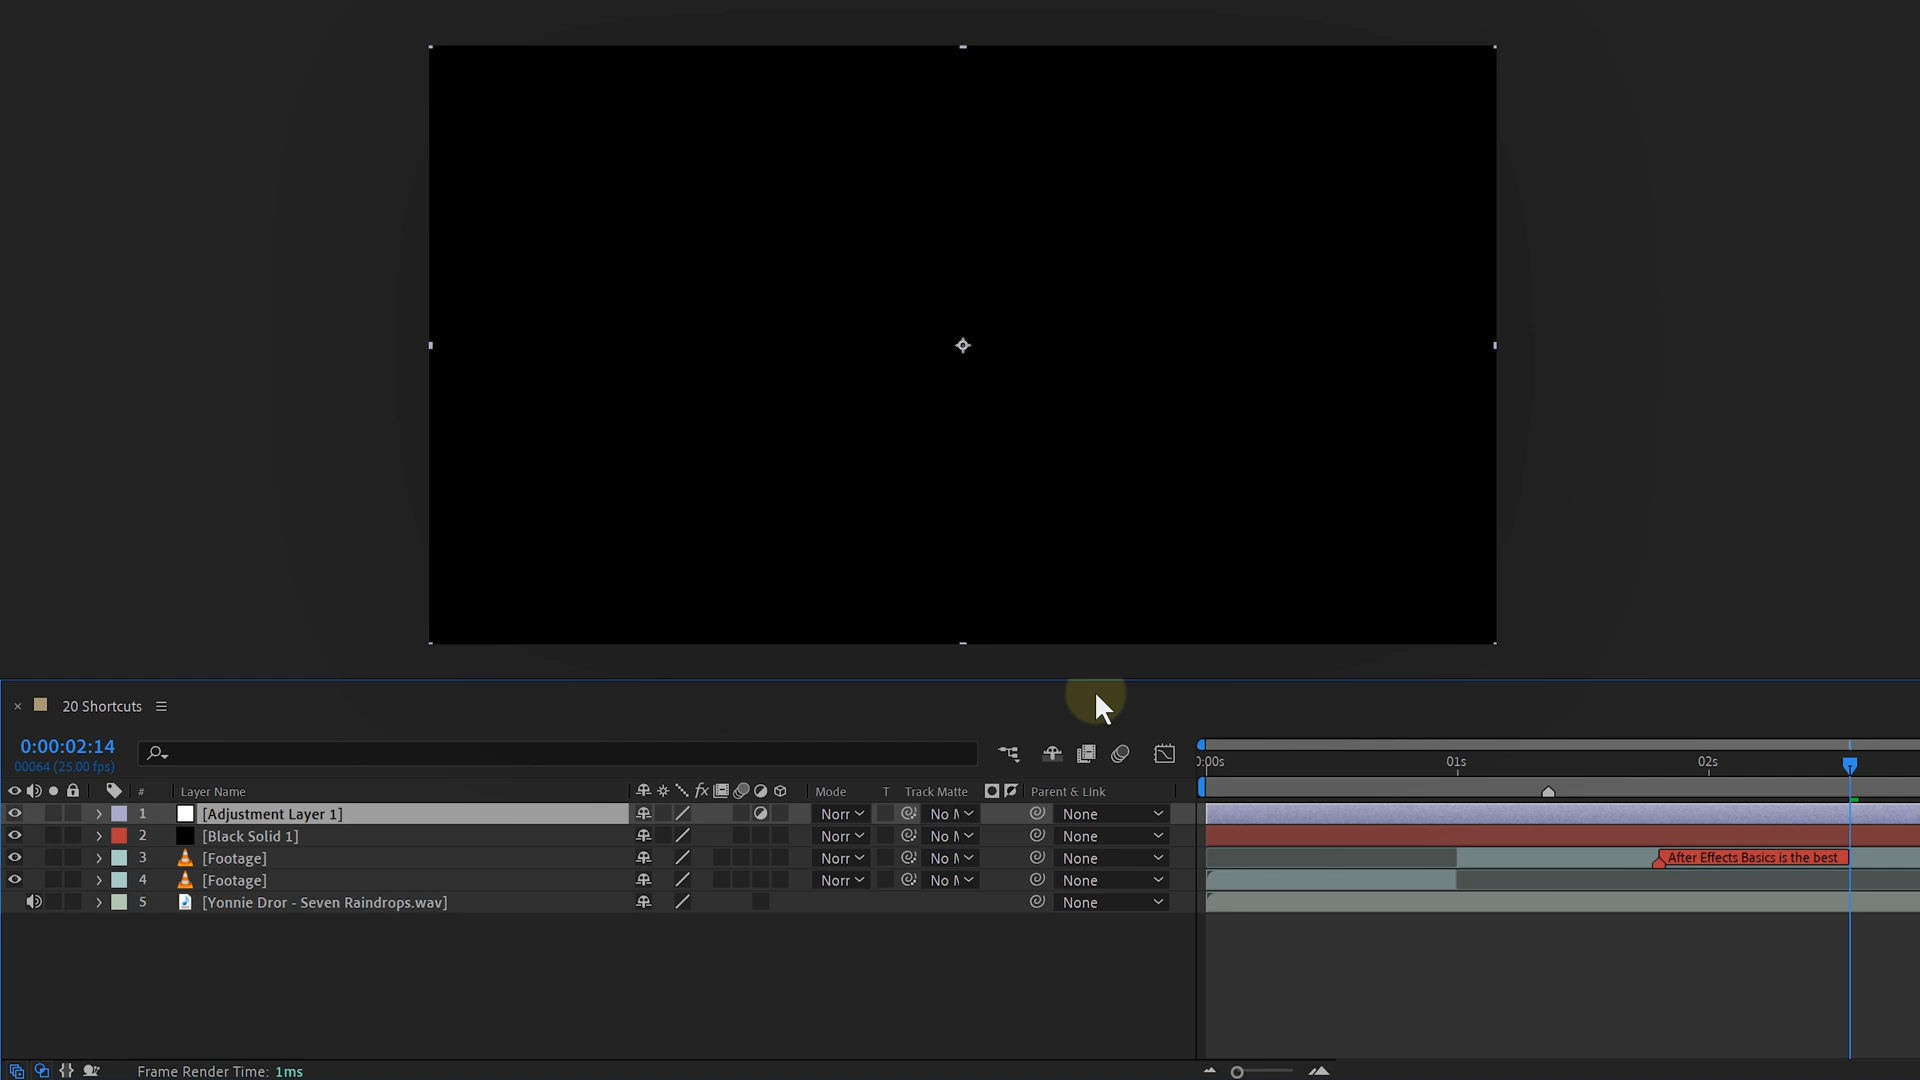 20 Shortcuts
0:00:02:14
00064 (25.00 fps)
0:00s 01s 02s
# Layer Name fx Mode T Track Matte Parent & Link
1 [Adjustment Layer 1] Norr No M None
2 [Black Solid 1] Norr No M None
3 [Footage] Norr No M None After Effects Basics is the best
4 [Footage] Norr No M None
5 [Yonnie Dror - Seven Raindrops.wav] None
Frame Render Time: 1ms